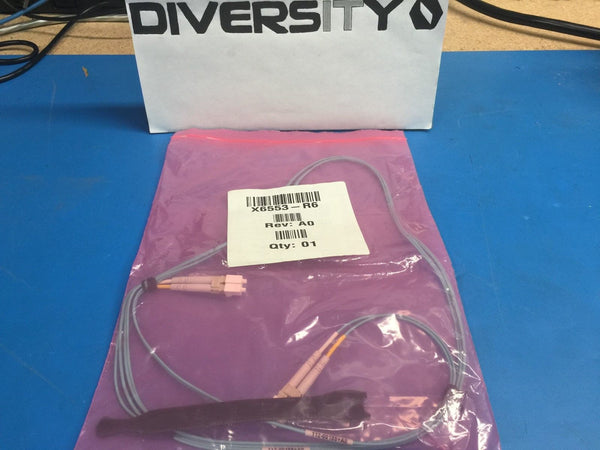 DIVERSITY
X6553-R6
Rev: A0
Qty: 01